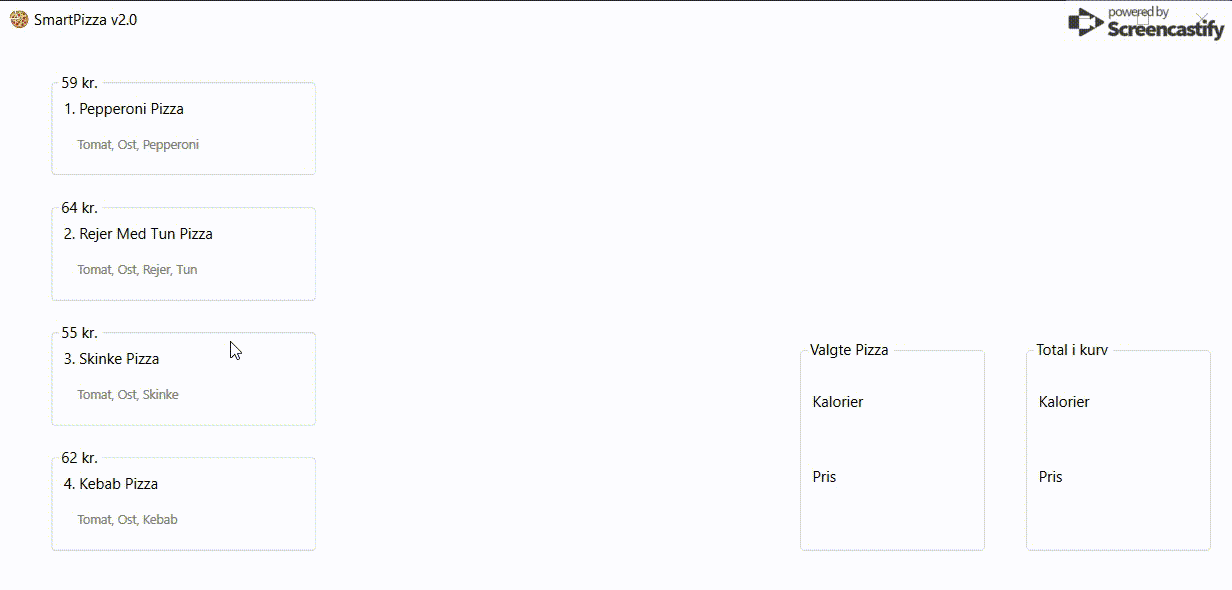 SmartPizza v2.0
powered by
Screencastify
59 kr.
1. Pepperoni Pizza
Tomat, Ost, Pepperoni
64 kr.
2. Rejer Med Tun Pizza
Tomat, Ost, Rejer, Tun
55 kr.
3. Skinke Pizza
Tomat, Ost, Skinke
62 kr.
4. Kebab Pizza
Tomat, Ost, Kebab
Valgte Pizza
Kalorier
Pris
Total i kurv
Kalorier
Pris